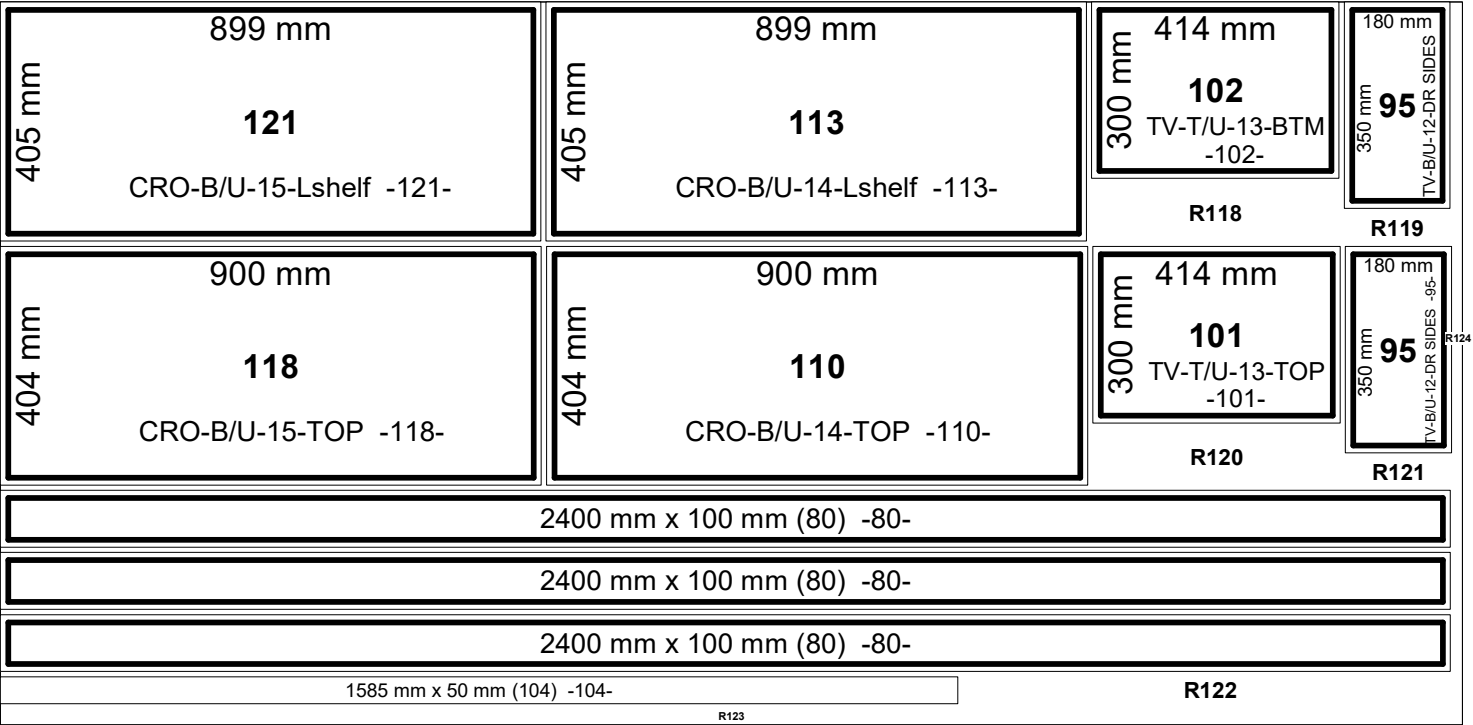 899 mm
405 mm
121
CRO-B/U-15-Lshelf -121-
899 mm
405 mm
113
CRO-B/U-14-Lshelf -113-
414 mm
300 mm
102
TV-T/U-13-BTM
-102-
R118
180 mm
350 mm
95
TV-B/U-12-DR SIDES
R119
900 mm
404 mm
118
CRO-B/U-15-TOP -118-
900 mm
404 mm
110
CRO-B/U-14-TOP -110-
414 mm
300 mm
101
TV-T/U-13-TOP
-101-
R120
180 mm
350 mm
95
TV-B/U-12-DR SIDES -95-
R121
R124
2400 mm x 100 mm (80) -80-
2400 mm x 100 mm (80) -80-
2400 mm x 100 mm (80) -80-
1585 mm x 50 mm (104) -104-
R122
R123